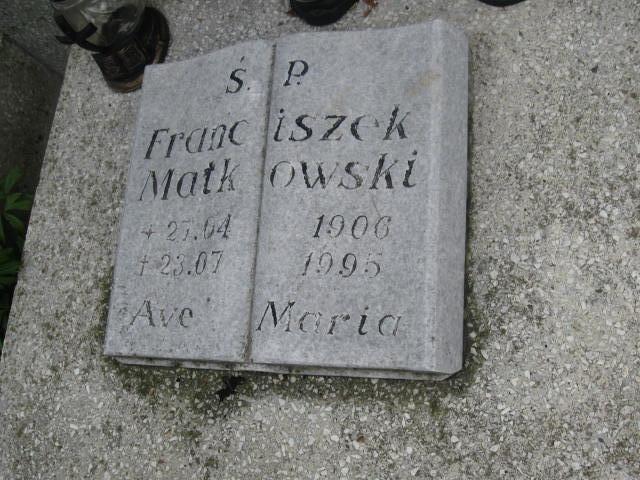 Ś. P.
Franciszek
Matkowski
+ 27.04 1906
+ 23.07 1995
Ave Maria